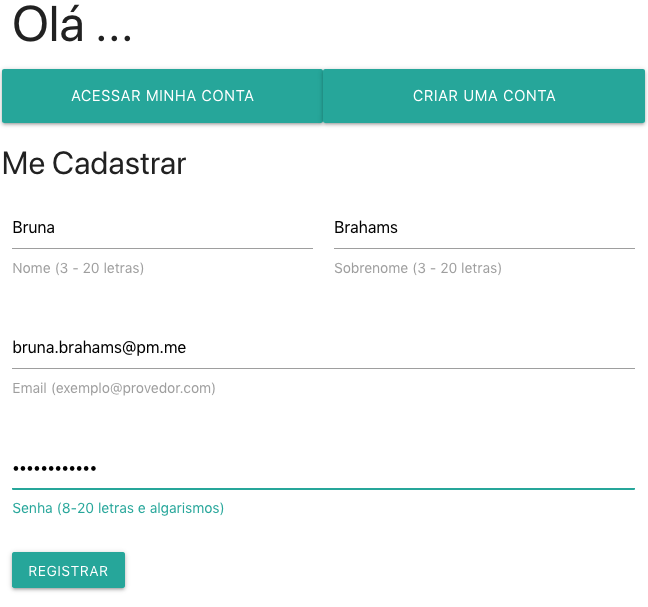 Olá ...
ACESSAR MINHA CONTA CRIAR UMA CONTA
Me Cadastrar
Bruna Brahams
Nome (3 - 20 letras) Sobrenome (3 - 20 letras)
bruna.brahams@pm.me
Email (exemplo@provedor.com)
••••••••••••
Senha (8-20 letras e algarismos)
REGISTRAR